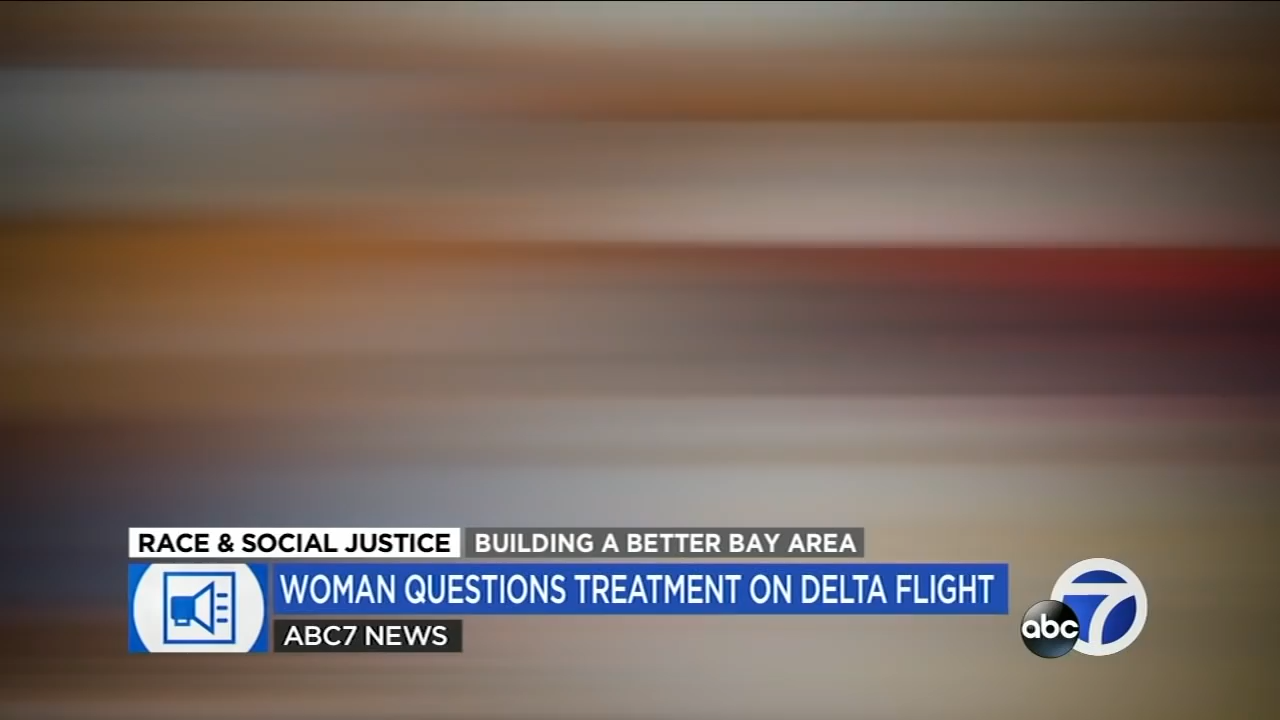 RACE & SOCIAL JUSTICE BUILDING A BETTER BAY AREA
WOMAN QUESTIONS TREATMENT ON DELTA FLIGHT
ABC7 NEWS
abc 7